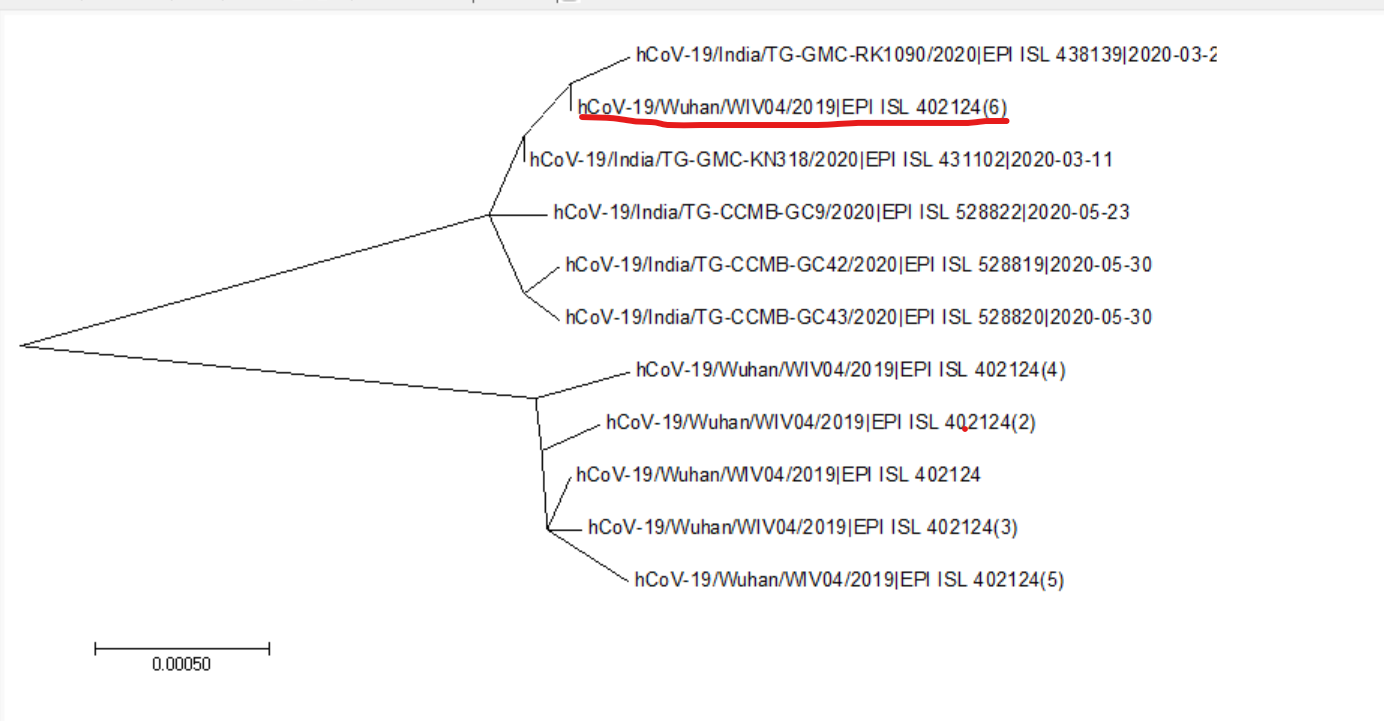 hCoV-19/India/TG-GMC-RK1090/2020|EPI ISL 438139|2020-03-2
hCoV-19/Wuhan/WIV04/2019|EPI ISL 402124(6)
hCoV-19/India/TG-GMC-KN318/2020|EPI ISL 431102|2020-03-11
hCoV-19/India/TG-CCMB-GC9/2020|EPI ISL 528822|2020-05-23
hCoV-19/India/TG-CCMB-GC42/2020|EPI ISL 528819|2020-05-30
hCoV-19/India/TG-CCMB-GC43/2020|EPI ISL 528820|2020-05-30
hCoV-19/Wuhan/WIV04/2019|EPI ISL 402124(4)
hCoV-19/Wuhan/WIV04/2019|EPI ISL 402124(2)
hCoV-19/Wuhan/WIV04/2019|EPI ISL 402124
hCoV-19/Wuhan/WIV04/2019|EPI ISL 402124(3)
hCoV-19/Wuhan/WIV04/2019|EPI ISL 402124(5)
0.00050